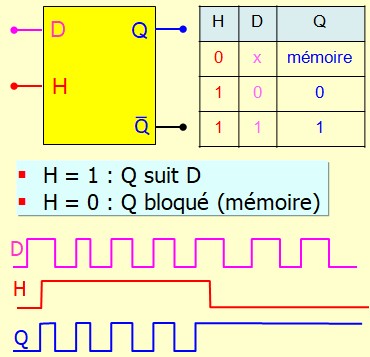 D Q
H
Q̅
H D Q
0 x mémoire
1 0 0
1 1 1
H = 1 : Q suit D
H = 0 : Q bloqué (mémoire)
D
H
Q